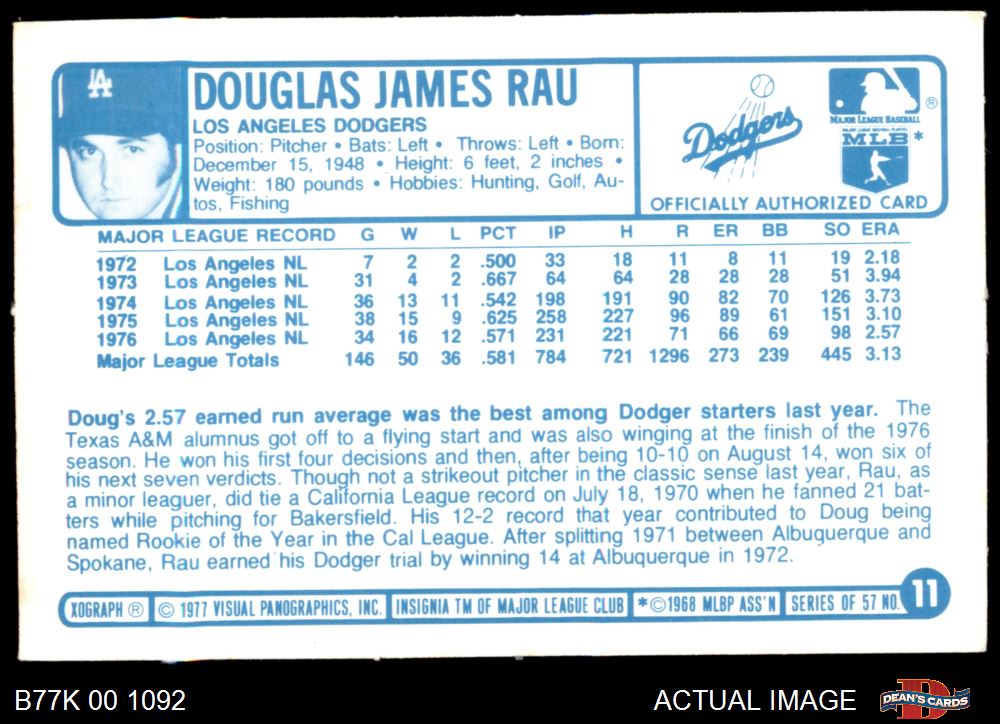 LA
DOUGLAS JAMES RAU
LOS ANGELES DODGERS
Position: Pitcher • Bats: Left • Throws: Left • Born:
December 15, 1948 • Height: 6 feet, 2 inches •
Weight: 180 pounds • Hobbies: Hunting, Golf, Au-
tos, Fishing
Dodgers
®
MAJOR LEAGUE BASEBALL
MAJOR LEAGUE BASEBALL PLAYERS
MLB *
OFFICIALLY AUTHORIZED CARD
MAJOR LEAGUE RECORD G W L PCT IP H R ER BB SO ERA
1972 Los Angeles NL 7 2 2 .500 33 18 11 8 11 19 2.18
1973 Los Angeles NL 31 4 2 .667 64 64 28 28 28 51 3.94
1974 Los Angeles NL 36 13 11 .542 198 191 90 82 70 126 3.73
1975 Los Angeles NL 38 15 9 .625 258 227 96 89 61 151 3.10
1976 Los Angeles NL 34 16 12 .571 231 221 71 66 69 98 2.57
Major League Totals 146 50 36 .581 784 721 1296 273 239 445 3.13
Doug's 2.57 earned run average was the best among Dodger starters last year. The
Texas A&M alumnus got off to a flying start and was also winging at the finish of the 1976
season. He won his first four decisions and then, after being 10-10 on August 14, won six of
his next seven verdicts. Though not a strikeout pitcher in the classic sense last year, Rau, as
a minor leaguer, did tie a California League record on July 18, 1970 when he fanned 21 bat-
ters while pitching for Bakersfield. His 12-2 record that year contributed to Doug being
named Rookie of the Year in the Cal League. After splitting 1971 between Albuquerque and
Spokane, Rau earned his Dodger trial by winning 14 at Albuquerque in 1972.
XOGRAPH ® © 1977 VISUAL PANOGRAPHICS, INC. INSIGNIA TM OF MAJOR LEAGUE CLUB *©1968 MLBP ASS'N SERIES OF 57 NO. 11
B77K 00 1092 ACTUAL IMAGE
D
DEAN'S CARDS